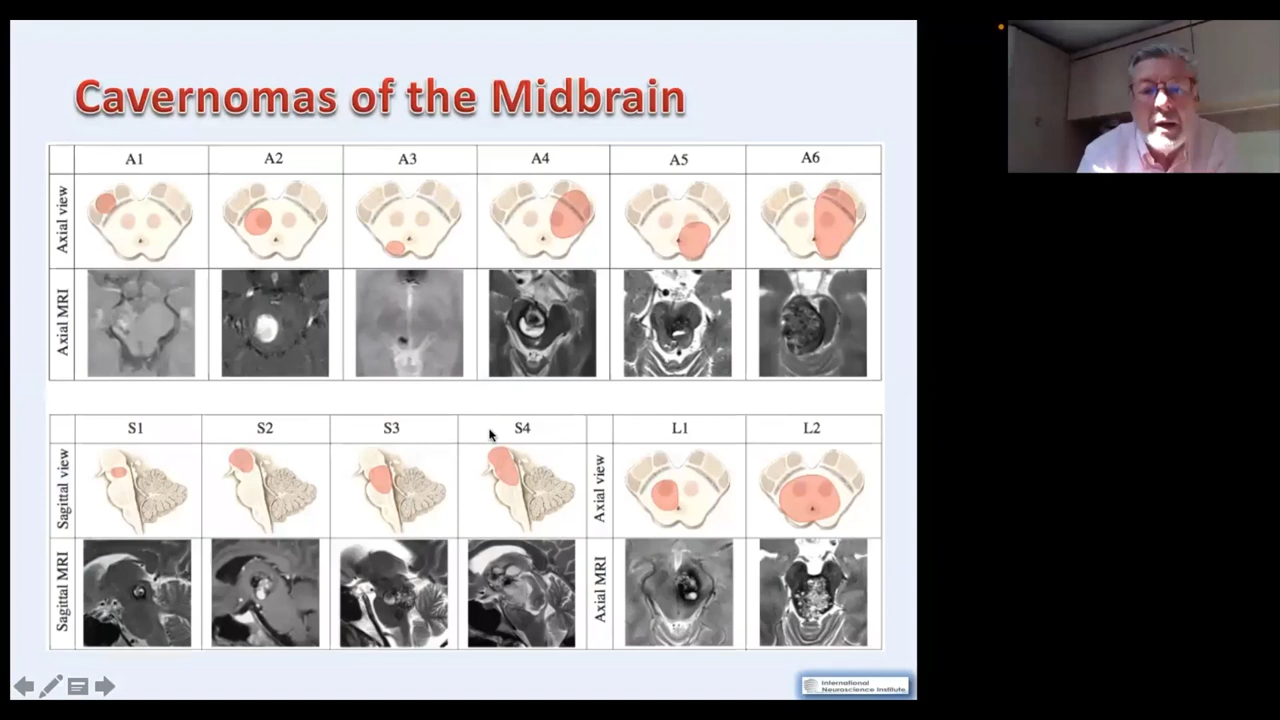 Cavernomas of the Midbrain
A1 A2 A3 A4 A5 A6
Axial view
Axial MRI
S1 S2 S3 S4 L1 L2
Sagittal view Axial view
Sagittal MRI Axial MRI
International
Neuroscience Institute